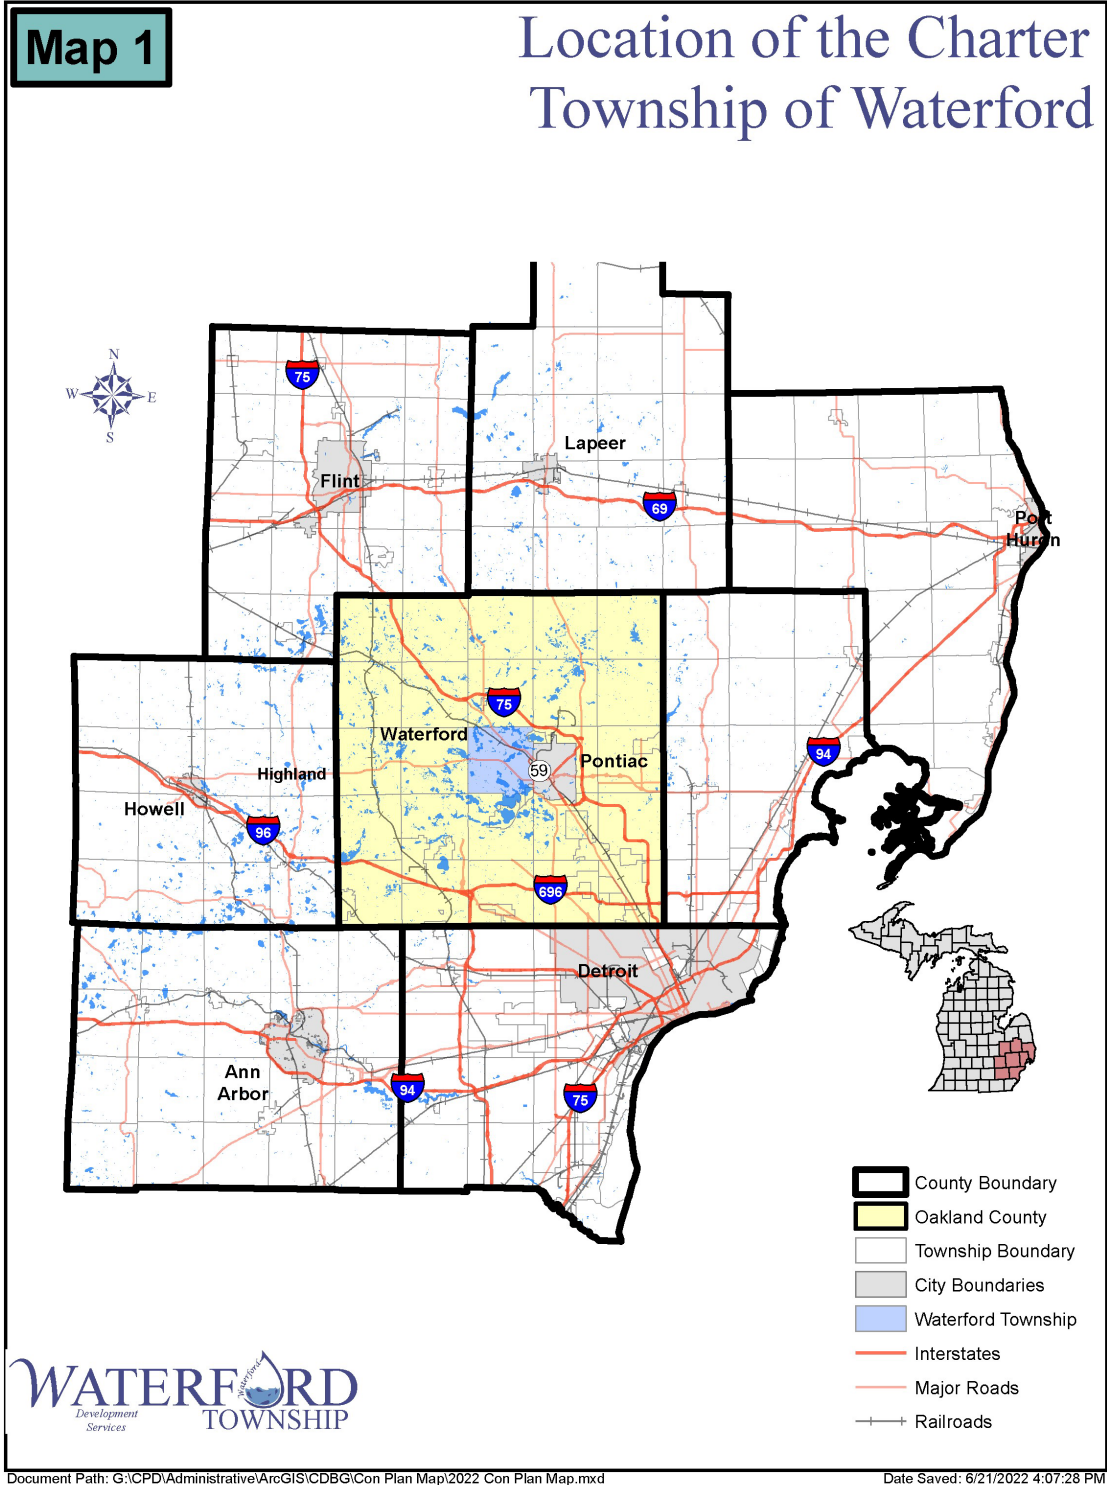 Map 1
Location of the Charter
Township of Waterford
N
W
E
S
75
Flint
Lapeer
69
Port
Huron
75
Waterford
Pontiac
59
94
Highland
Howell
96
696
Detroit
Ann
Arbor
94
75
County Boundary
Oakland County
Township Boundary
City Boundaries
Waterford Township
Interstates
Major Roads
Railroads
WATERFORD
Waterford
TOWNSHIP
Development
Services
Document Path: G:\CPD\Administrative\ArcGIS\CDBG\Con Plan Map\2022 Con Plan Map.mxd
Date Saved: 6/21/2022 4:07:28 PM